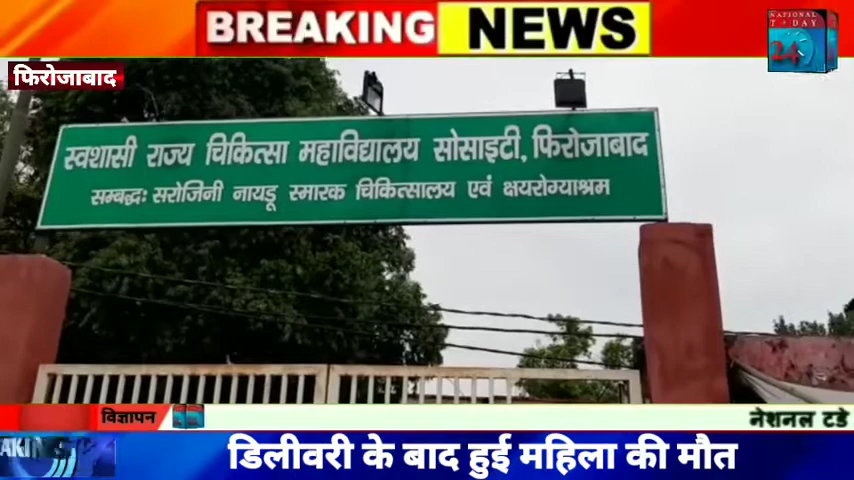 BREAKING NEWS
NATIONAL
TODAY
24
फिरोजाबाद
स्वशासी राज्य चिकित्सा महाविद्यालय सोसाइटी, फिरोजाबाद
सम्बद्धः सरोजिनी नायडू स्मारक चिकित्सालय एवं क्षयरोग्याश्रम
विज्ञापन
नेशनल टुडे
AKIN
डिलीवरी के बाद हुई महिला की मौत